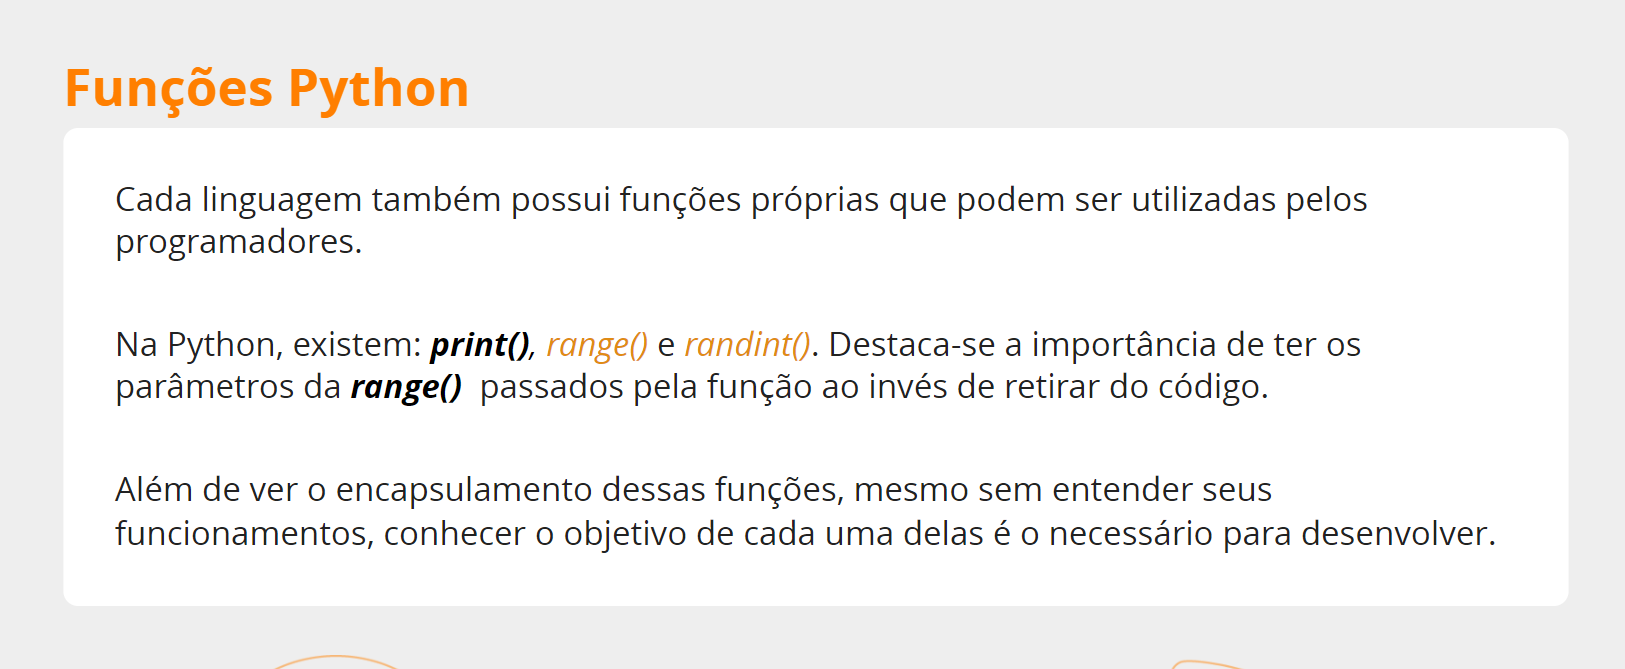 Funções Python
Cada linguagem também possui funções próprias que podem ser utilizadas pelos
programadores.
Na Python, existem: print(), range() e randint(). Destaca-se a importância de ter os
parâmetros da range() passados pela função ao invés de retirar do código.
Além de ver o encapsulamento dessas funções, mesmo sem entender seus
funcionamentos, conhecer o objetivo de cada uma delas é o necessário para desenvolver.